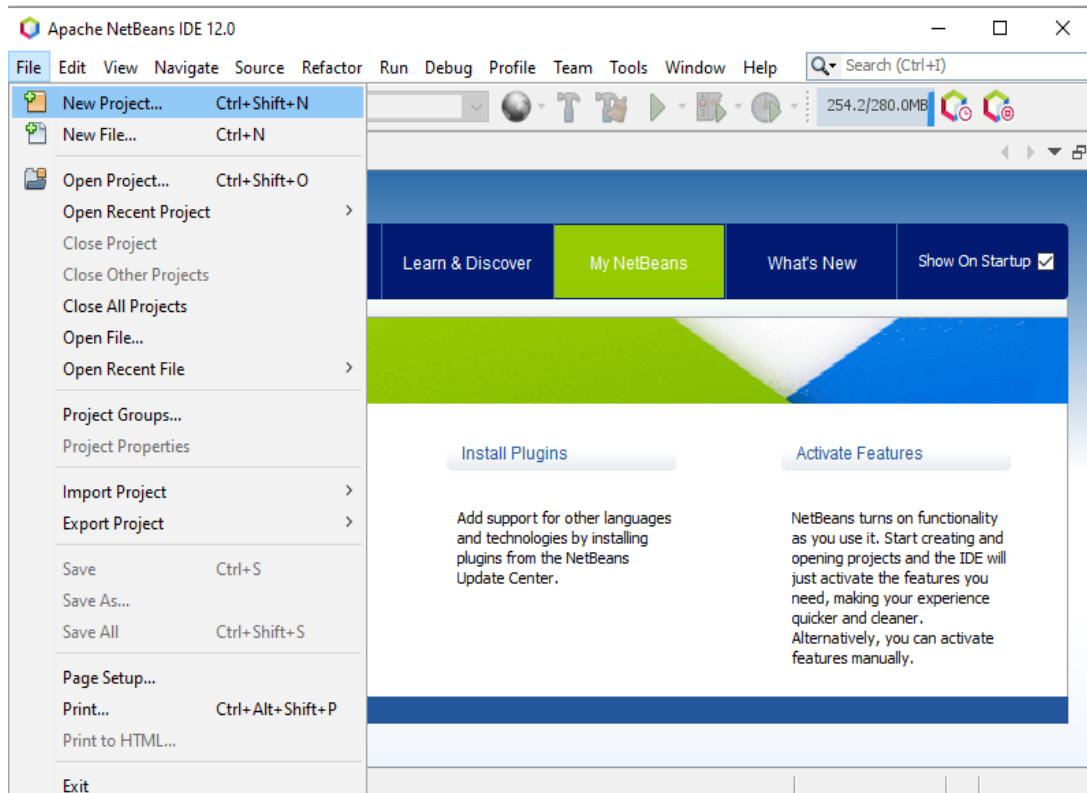 Apache NetBeans IDE 12.0
File Edit View Navigate Source Refactor Run Debug Profile Team Tools Window Help Search (Ctrl+I)
New Project... Ctrl+Shift+N
254.2/280.0MB
New File... Ctrl+N
Open Project... Ctrl+Shift+O
Open Recent Project
Close Project
Close Other Projects
Close All Projects
Open File...
Open Recent File
Project Groups...
Project Properties
Import Project
Export Project
Save Ctrl+S
Save As...
Save All Ctrl+Shift+S
Page Setup...
Print... Ctrl+Alt+Shift+P
Print to HTML...
Exit
Learn & Discover My NetBeans What's New Show On Startup
Install Plugins
Add support for other languages
and technologies by installing
plugins from the NetBeans
Update Center.
Activate Features
NetBeans turns on functionality
as you use it. Start creating and
opening projects and the IDE will
just activate the features you
need, making your experience
quicker and cleaner.
Alternatively, you can activate
features manually.